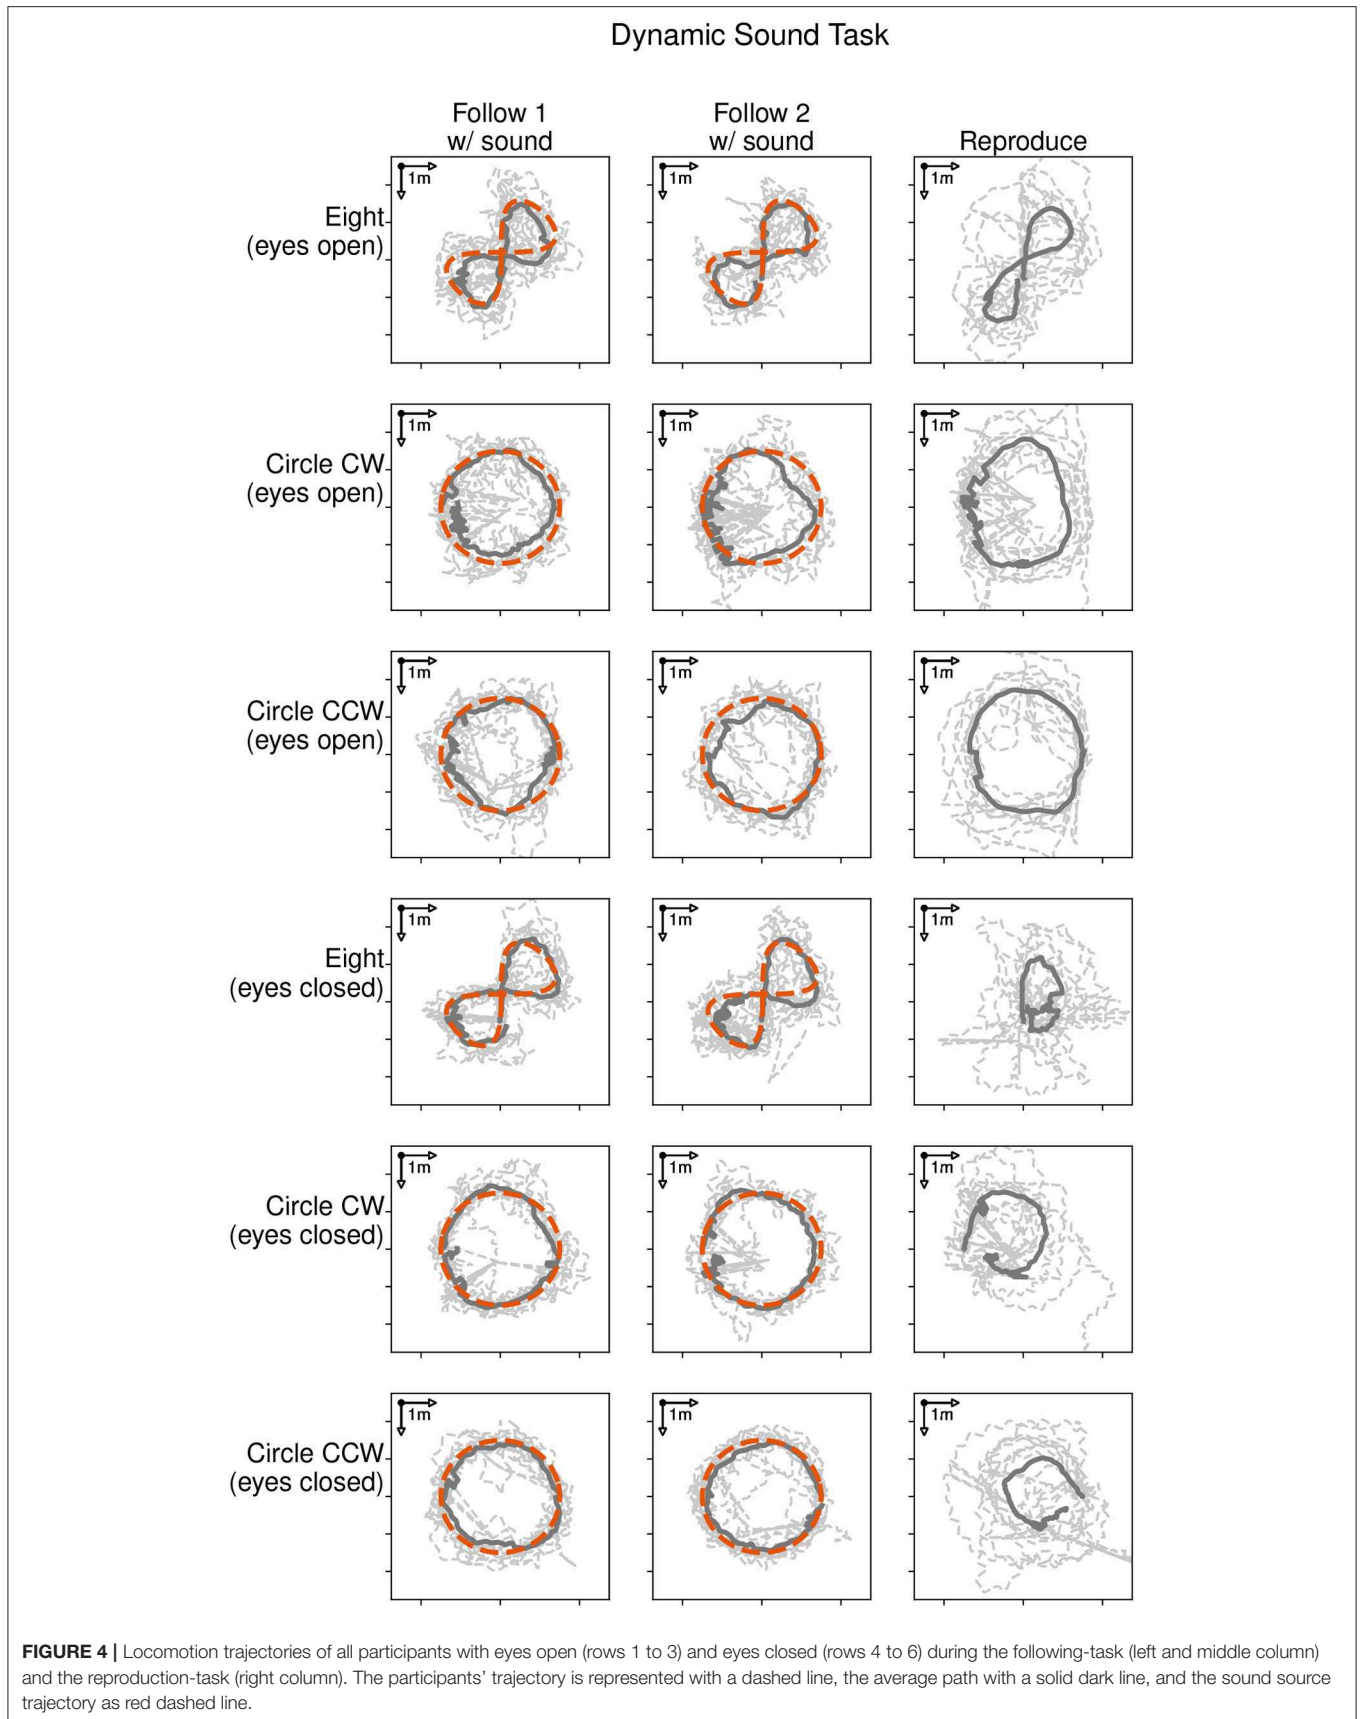 Dynamic Sound Task
Follow 1
w/ sound
Follow 2
w/ sound
Reproduce
Eight
(eyes open)
1m
1m
1m
Circle CW
(eyes open)
1m
1m
1m
Circle CCW
(eyes open)
1m
1m
1m
Eight
(eyes closed)
1m
1m
1m
Circle CW
(eyes closed)
1m
1m
1m
Circle CCW
(eyes closed)
1m
1m
1m
FIGURE 4 | Locomotion trajectories of all participants with eyes open (rows 1 to 3) and eyes closed (rows 4 to 6) during the following-task (left and middle column)
and the reproduction-task (right column). The participants’ trajectory is represented with a dashed line, the average path with a solid dark line, and the sound source
trajectory as red dashed line.